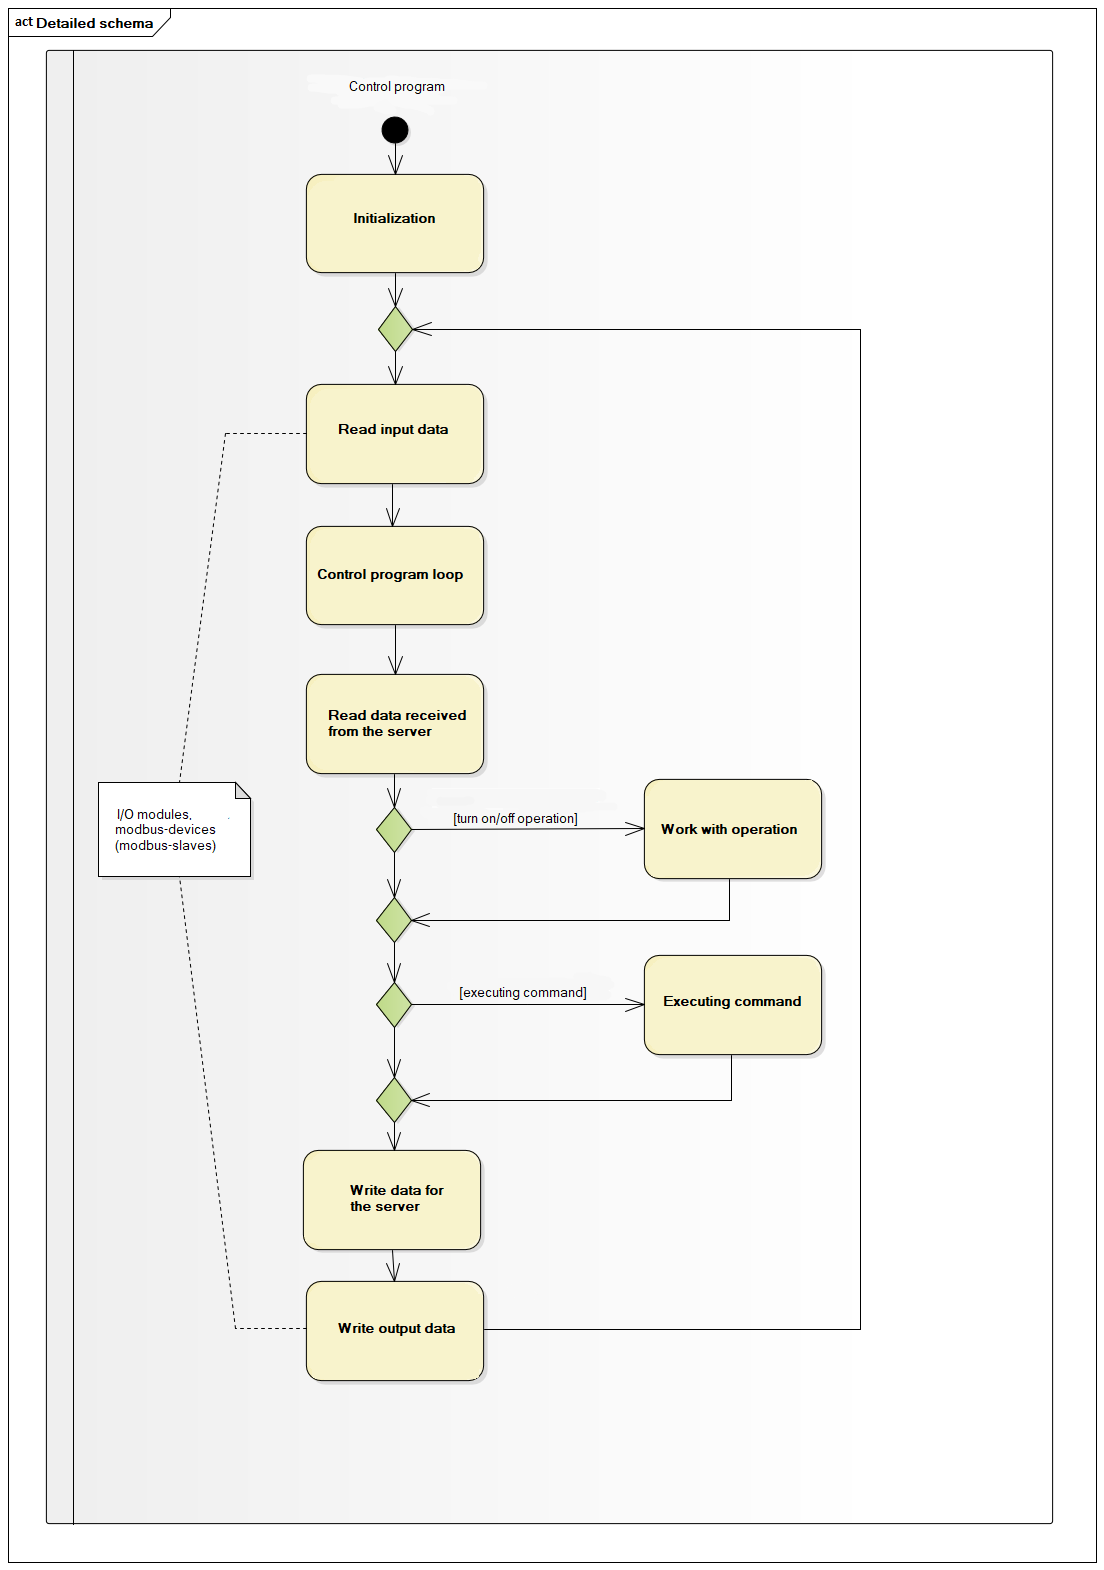 act Detailed schema
Control program
Initialization
Read input data
Control program loop
Read data received
from the server
I/O modules,
modbus-devices
(modbus-slaves)
[turn on/off operation]
Work with operation
[executing command]
Executing command
Write data for
the server
Write output data